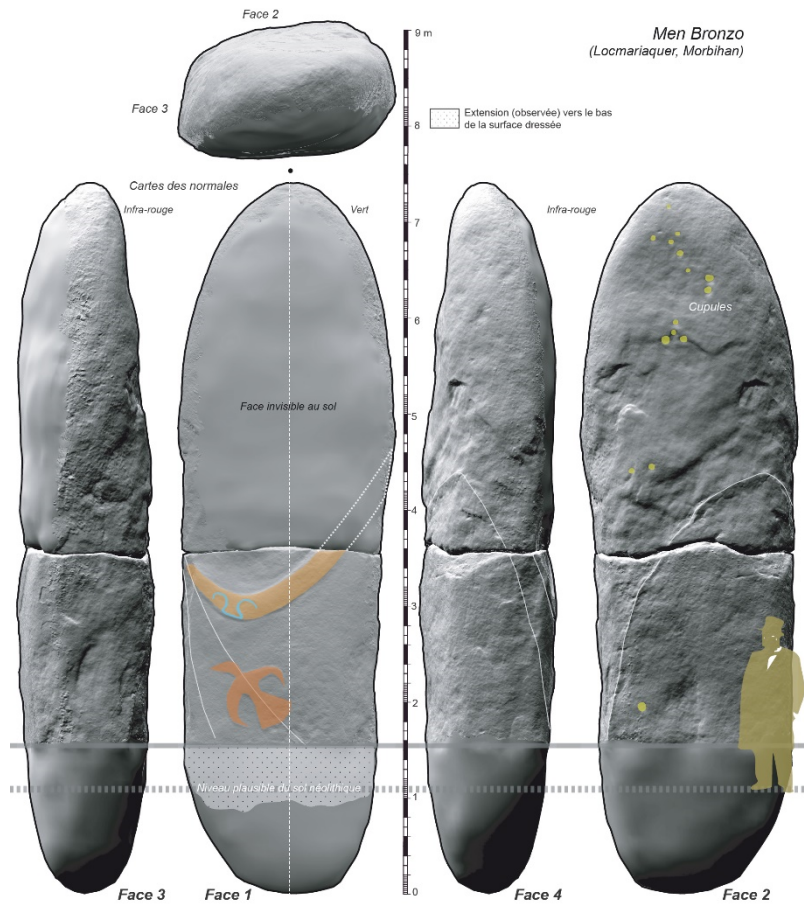 Face 2
9 m
Men Bronzo
(Locmariaquer, Morbihan)
Face 3
Extension (observée) vers le bas
de la surface dressée
8
Cartes des normales
Infra-rouge
Vert
Infra-rouge
7
Cupules
6
Face invisible au sol
5
4
3
2
Niveau plausible du sol néolithique
1
0
Face 3
Face 1
Face 4
Face 2